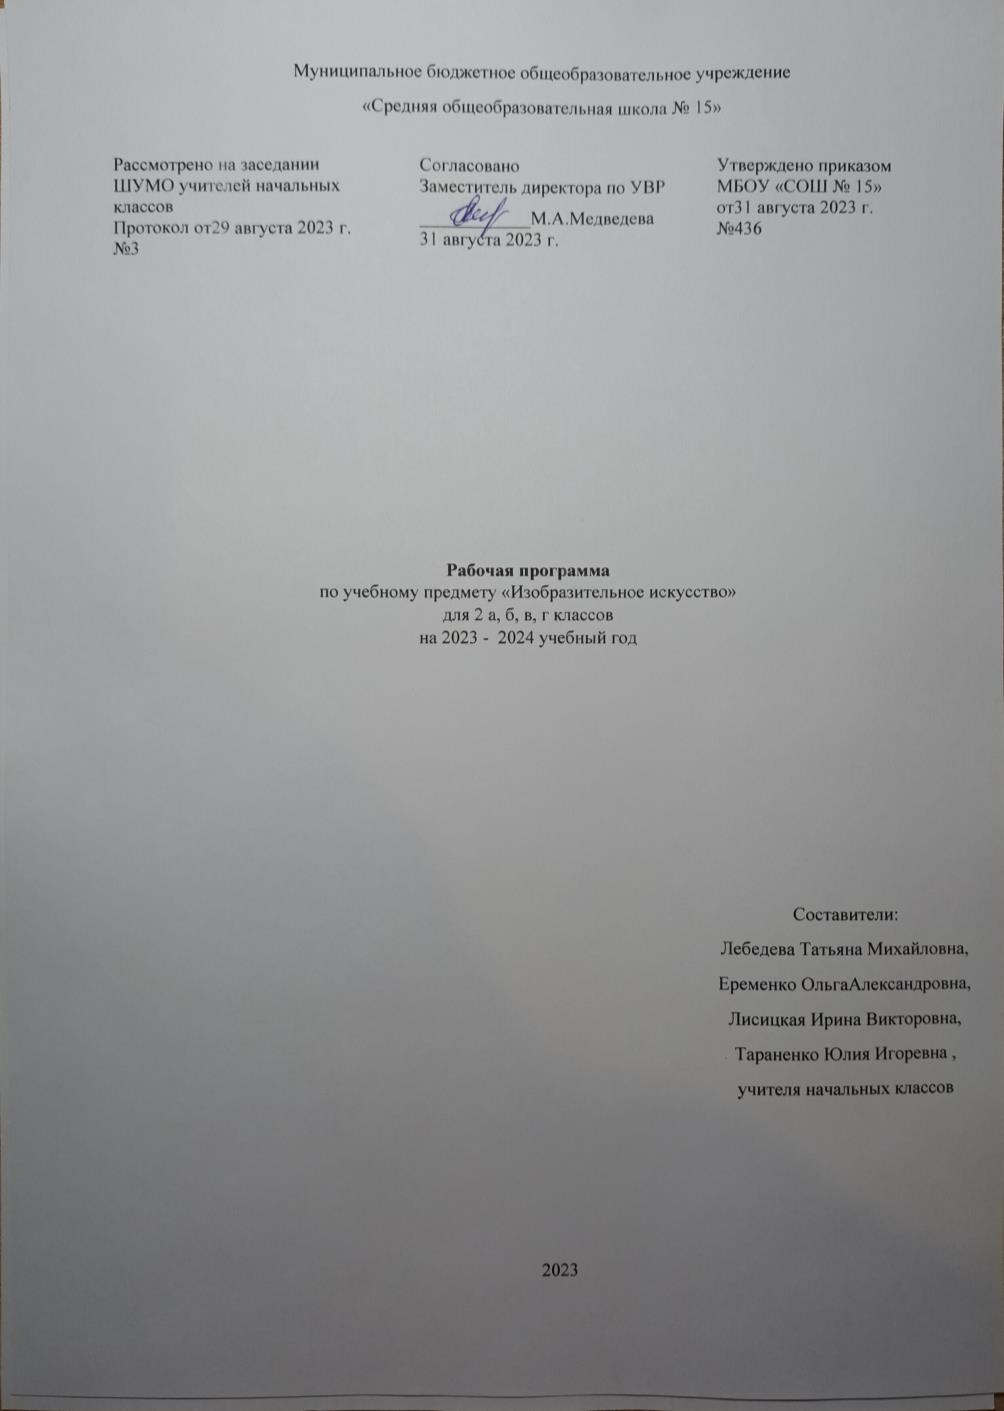 Муниципальное бюджетное общеобразовательное учреждение
«Средняя общеобразовательная школа № 15»
Рассмотрено на заседании
ШУМО учителей начальных
классов
Протокол от29 августа 2023 г.
№3
Согласовано
Заместитель директора по УВР
____________М.А.Медведева
31 августа 2023 г.
Утверждено приказом
МБОУ «СОШ № 15»
от31 августа 2023 г.
№436
Рабочая программа
по учебному предмету «Изобразительное искусство»
для 2 а, б, в, г классов
на 2023 - 2024 учебный год
Составители:
Лебедева Татьяна Михайловна,
Еременко ОльгаАлександровна,
Лисицкая Ирина Викторовна,
Тараненко Юлия Игоревна ,
учителя начальных классов
2023